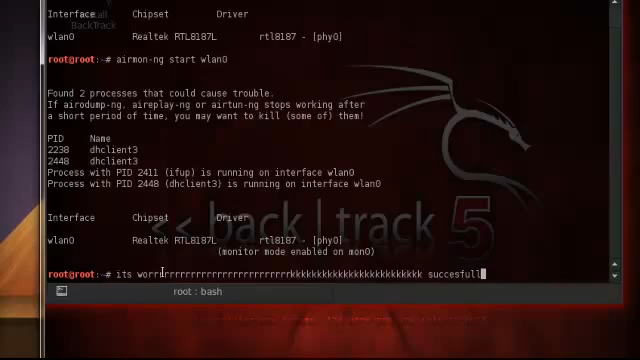 Interface Chipset Driver
BackTrack
wlan0 Realtek RTL8187L rtl8187 - [phy0]
root@root:~# airmon-ng start wlan0
Found 2 processes that could cause trouble.
If airodump-ng, aireplay-ng or airtun-ng stops working after
a short period of time, you may want to kill (some of) them!
PID Name
2238 dhclient3
2448 dhclient3
Process with PID 2411 (ifup) is running on interface wlan0
Process with PID 2448 (dhclient3) is running on interface wlan0
Interface Chipset Driver
<< back | track 5
wlan0 Realtek RTL8187L rtl8187 - [phy0]
(monitor mode enabled on mon0)
root@root:~# its worrrrrrrrrrrrrrrrrrrrrrrrrrkkkkkkkkkkkkkkkkkkkkkkkkk succesfull
root : bash